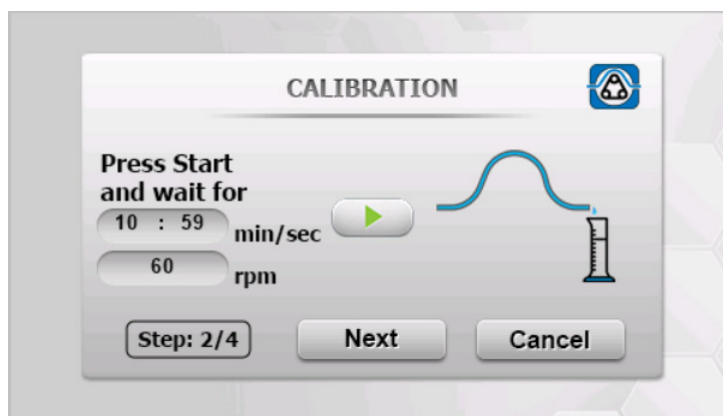 CALIBRATION
Press Start
and wait for
10 : 59 min/sec
60 rpm
Step: 2/4
Next
Cancel